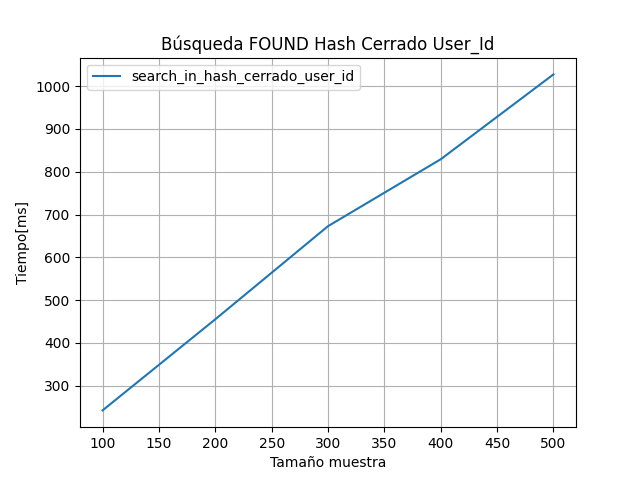 Búsqueda FOUND Hash Cerrado User_Id
search_in_hash_cerrado_user_id
1000
900
800
700
600
500
400
300
Tiempo[ms]
100 150 200 250 300 350 400 450 500
Tamaño muestra